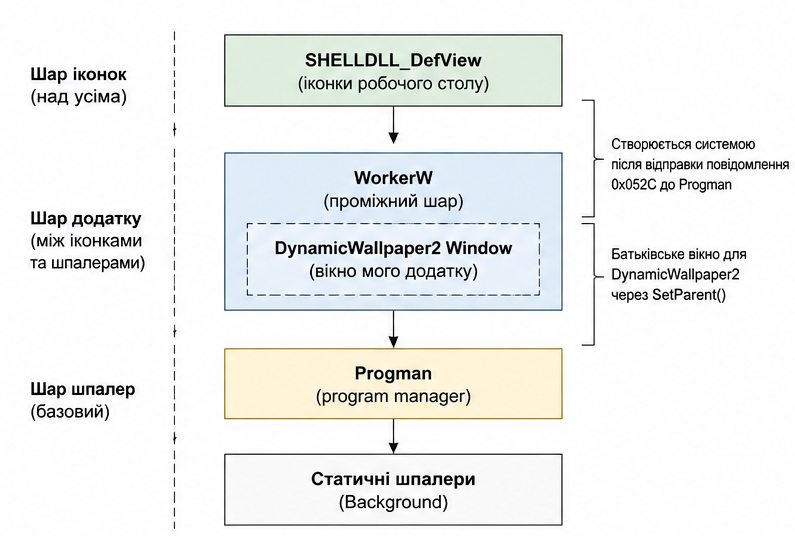 Шар іконок
(над усіма)
SHELLDLL_DefView
(іконки робочого столу)
Створюється системою
після відправки повідомлення
0x052C до Progman
WorkerW
(проміжний шар)
Шар додатку
(між іконками
та шпалерами)
DynamicWallpaper2 Window
(вікно мого додатку)
Батьківське вікно для
DynamicWallpaper2
через SetParent()
Шар шпалер
(базовий)
Progman
(program manager)
Статичні шпалери
(Background)